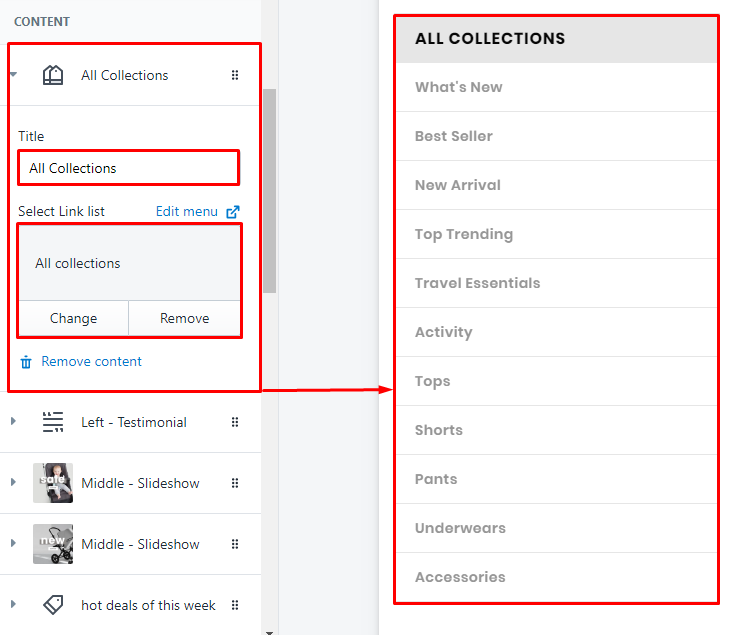 CONTENT
All Collections
Title
All Collections
Select Link list Edit menu
All collections
Change Remove
Remove content
Left - Testimonial
sale
Middle - Slideshow
new
Middle - Slideshow
hot deals of this week
ALL COLLECTIONS
What's New
Best Seller
New Arrival
Top Trending
Travel Essentials
Activity
Tops
Shorts
Pants
Underwears
Accessories